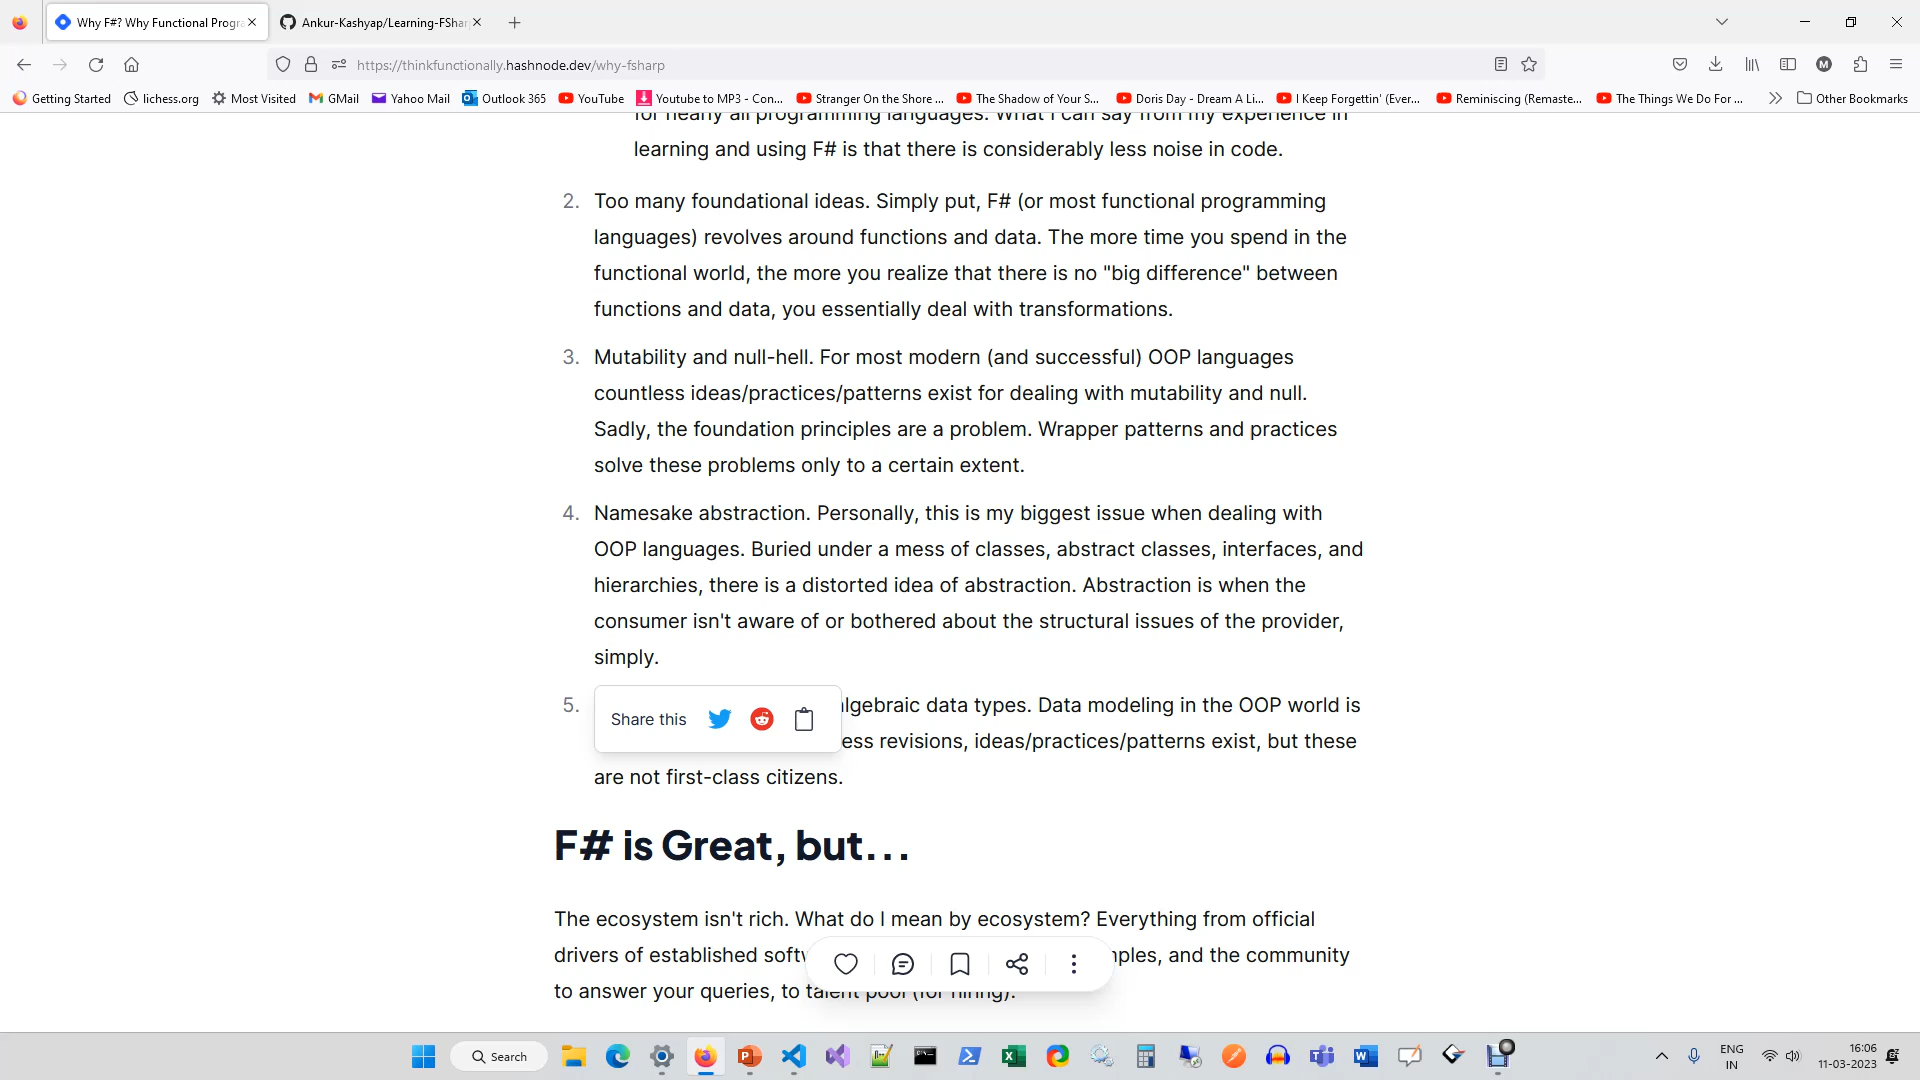 Why F#? Why Functional Progra
Ankur-Kashyap/Learning-FShar
https://thinkfunctionally.hashnode.dev/why-fsharp
Getting Started
lichess.org
Most Visited
GMail
Yahoo Mail
Outlook 365
YouTube
Youtube to MP3 - Con...
Stranger On the Shore ...
The Shadow of Your S...
Doris Day - Dream A Li...
I Keep Forgettin' (Ever...
Reminiscing (Remaste...
The Things We Do For ...
Other Bookmarks
for nearly all programming languages. What I can say from my experience in
learning and using F# is that there is considerably less noise in code.
2. Too many foundational ideas. Simply put, F# (or most functional programming
languages) revolves around functions and data. The more time you spend in the
functional world, the more you realize that there is no "big difference" between
functions and data, you essentially deal with transformations.
3. Mutability and null-hell. For most modern (and successful) OOP languages
countless ideas/practices/patterns exist for dealing with mutability and null.
Sadly, the foundation principles are a problem. Wrapper patterns and practices
solve these problems only to a certain extent.
4. Namesake abstraction. Personally, this is my biggest issue when dealing with
OOP languages. Buried under a mess of classes, abstract classes, interfaces, and
hierarchies, there is a distorted idea of abstraction. Abstraction is when the
consumer isn't aware of or bothered about the structural issues of the provider,
simply.
5. lgebraic data types. Data modeling in the OOP world is
Share this
ess revisions, ideas/practices/patterns exist, but these
are not first-class citizens.
F# is Great, but...
The ecosystem isn't rich. What do I mean by ecosystem? Everything from official
drivers of established softw mples, and the community
to answer your queries, to talent pool (for hiring).
Search
ENG
IN
16:06
11-03-2023